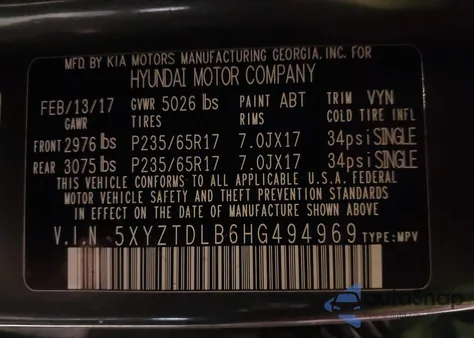 MFD. BY KIA MOTORS MANUFACTURING GEORGIA, INC. FOR
HYUNDAI MOTOR COMPANY
FEB/13/17 GVWR 5026 lbs PAINT ABT TRIM VYN
GAWR TIRES RIMS COLD TIRE INFL
FRONT 2976 lbs P235/65R17 7.0JX17 34psi SINGLE
REAR 3075 lbs P235/65R17 7.0JX17 34psi SINGLE
THIS VEHICLE CONFORMS TO ALL APPLICABLE U.S.A. FEDERAL
MOTOR VEHICLE SAFETY AND THEFT PREVENTION STANDARDS
IN EFFECT ON THE DATE OF MANUFACTURE SHOWN ABOVE.
V.I.N. 5XYZTDLB6HG494969 TYPE:MPV
AutoSnap